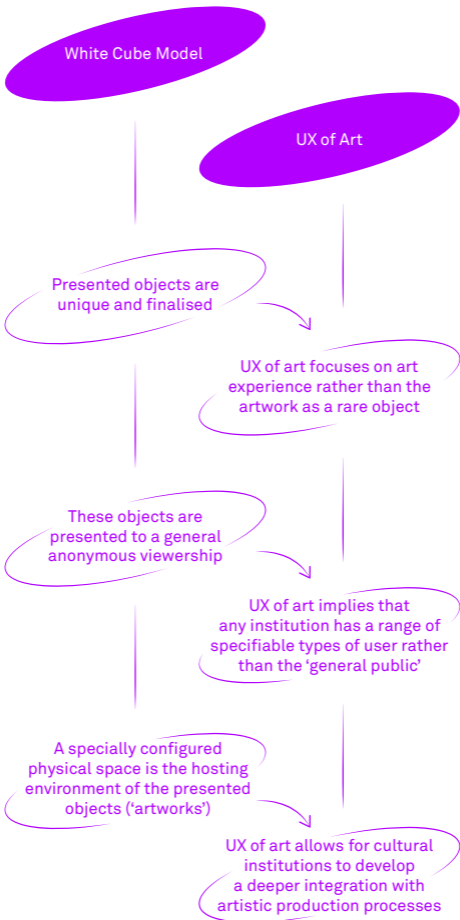 White Cube Model
UX of Art
Presented objects are
unique and finalised
UX of art focuses on art
experience rather than the
artwork as a rare object
These objects are
presented to a general
anonymous viewership
UX of art implies that
any institution has a range of
specifiable types of user rather
than the ‘general public’
A specially configured
physical space is the hosting
environment of the presented
objects (‘artworks’)
UX of art allows for cultural
institutions to develop
a deeper integration with
artistic production processes